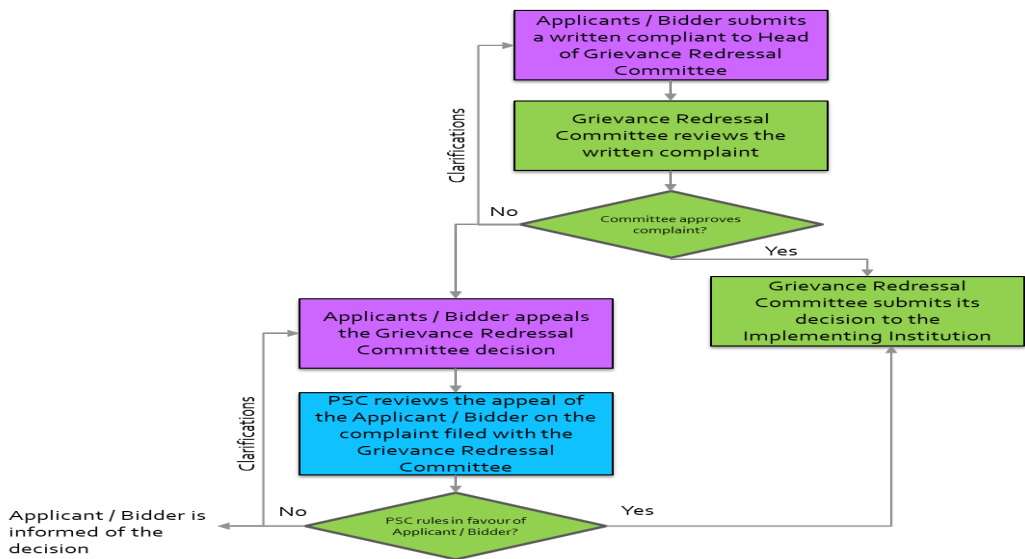 Applicants / Bidder submits
a written compliant to Head
of Grievance Redressal
Committee
Clarifications
Grievance Redressal
Committee reviews the
written complaint
No
Committee approves
complaint?
Yes
Grievance Redressal
Committee submits its
decision to the
Implementing Institution
Applicants / Bidder appeals
the Grievance Redressal
Committee decision
Clarifications
PSC reviews the appeal of
the Applicant / Bidder on the
complaint filed with the
Grievance Redressal
Committee
Applicant / Bidder is
informed of the
decision
No
PSC rules in favour of
Applicant / Bidder?
Yes